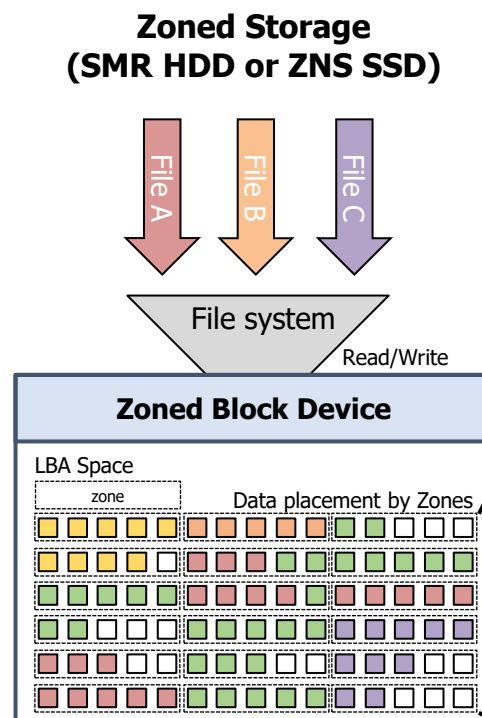 Zoned Storage
(SMR HDD or ZNS SSD)
File A
File B
File C
File system
Read/Write
Zoned Block Device
LBA Space
zone
Data placement by Zones